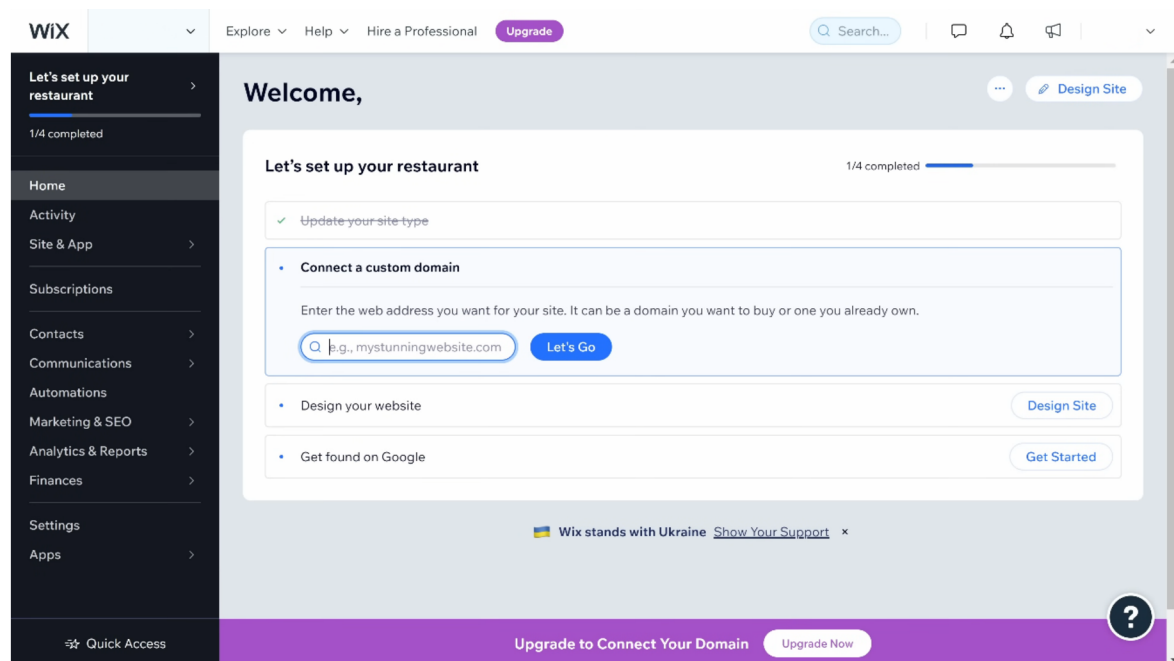 WiX
Explore
Help
Hire a Professional
Upgrade
Search...
Let's set up your
restaurant
1/4 completed
Home
Activity
Site & App
Subscriptions
Contacts
Communications
Automations
Marketing & SEO
Analytics & Reports
Finances
Settings
Apps
Quick Access
Welcome,
Design Site
Let's set up your restaurant
1/4 completed
Update your site type
Connect a custom domain
Enter the web address you want for your site. It can be a domain you want to buy or one you already own.
e.g., mystunningwebsite.com
Let's Go
Design your website
Design Site
Get found on Google
Get Started
Wix stands with Ukraine Show Your Support ×
?
Upgrade to Connect Your Domain
Upgrade Now